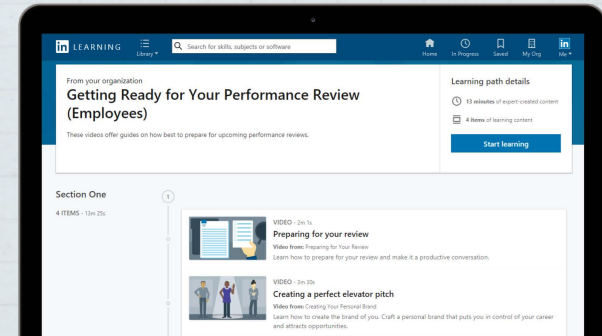 in LEARNING
Library
Search for skills, subjects or software
Home
In Progress
Saved
My Org
in
Me
From your organization
Getting Ready for Your Performance Review
(Employees)
These videos offer guides on how best to prepare for upcoming performance reviews.
Learning path details
13 minutes of expert-created content
4 items of learning content
Start learning
Section One
4 ITEMS - 13m 25s
1
VIDEO - 2m 1s
Preparing for your review
Video from: Preparing for Your Review
Learn how to prepare for your review and make it a productive conversation.
VIDEO - 3m 30s
Creating a perfect elevator pitch
Video from: Creating Your Personal Brand
Learn how to create the brand of you. Craft a personal brand that puts you in control of your career
and attracts opportunities.